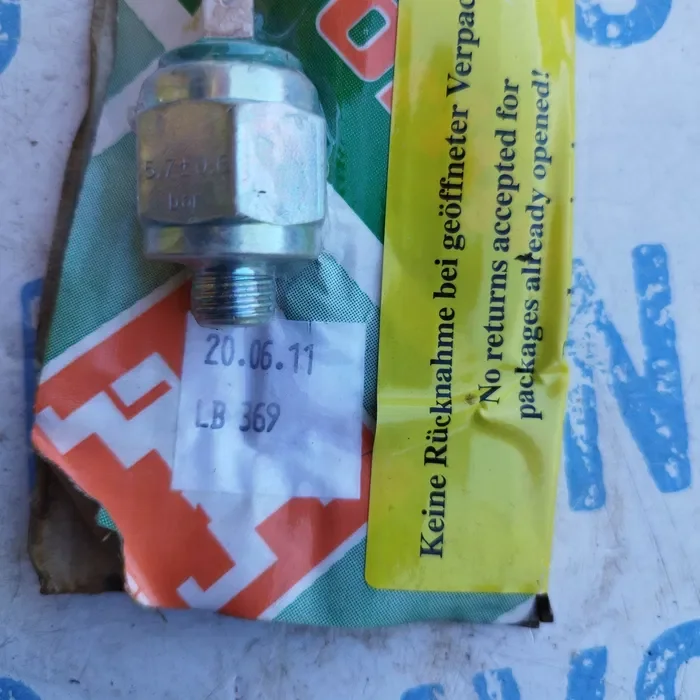 5.7±0.5
bar
20.06.11
LB 369
Keine Rücknahme bei geöffneter Verpac
No returns accepted for
packages already opened!